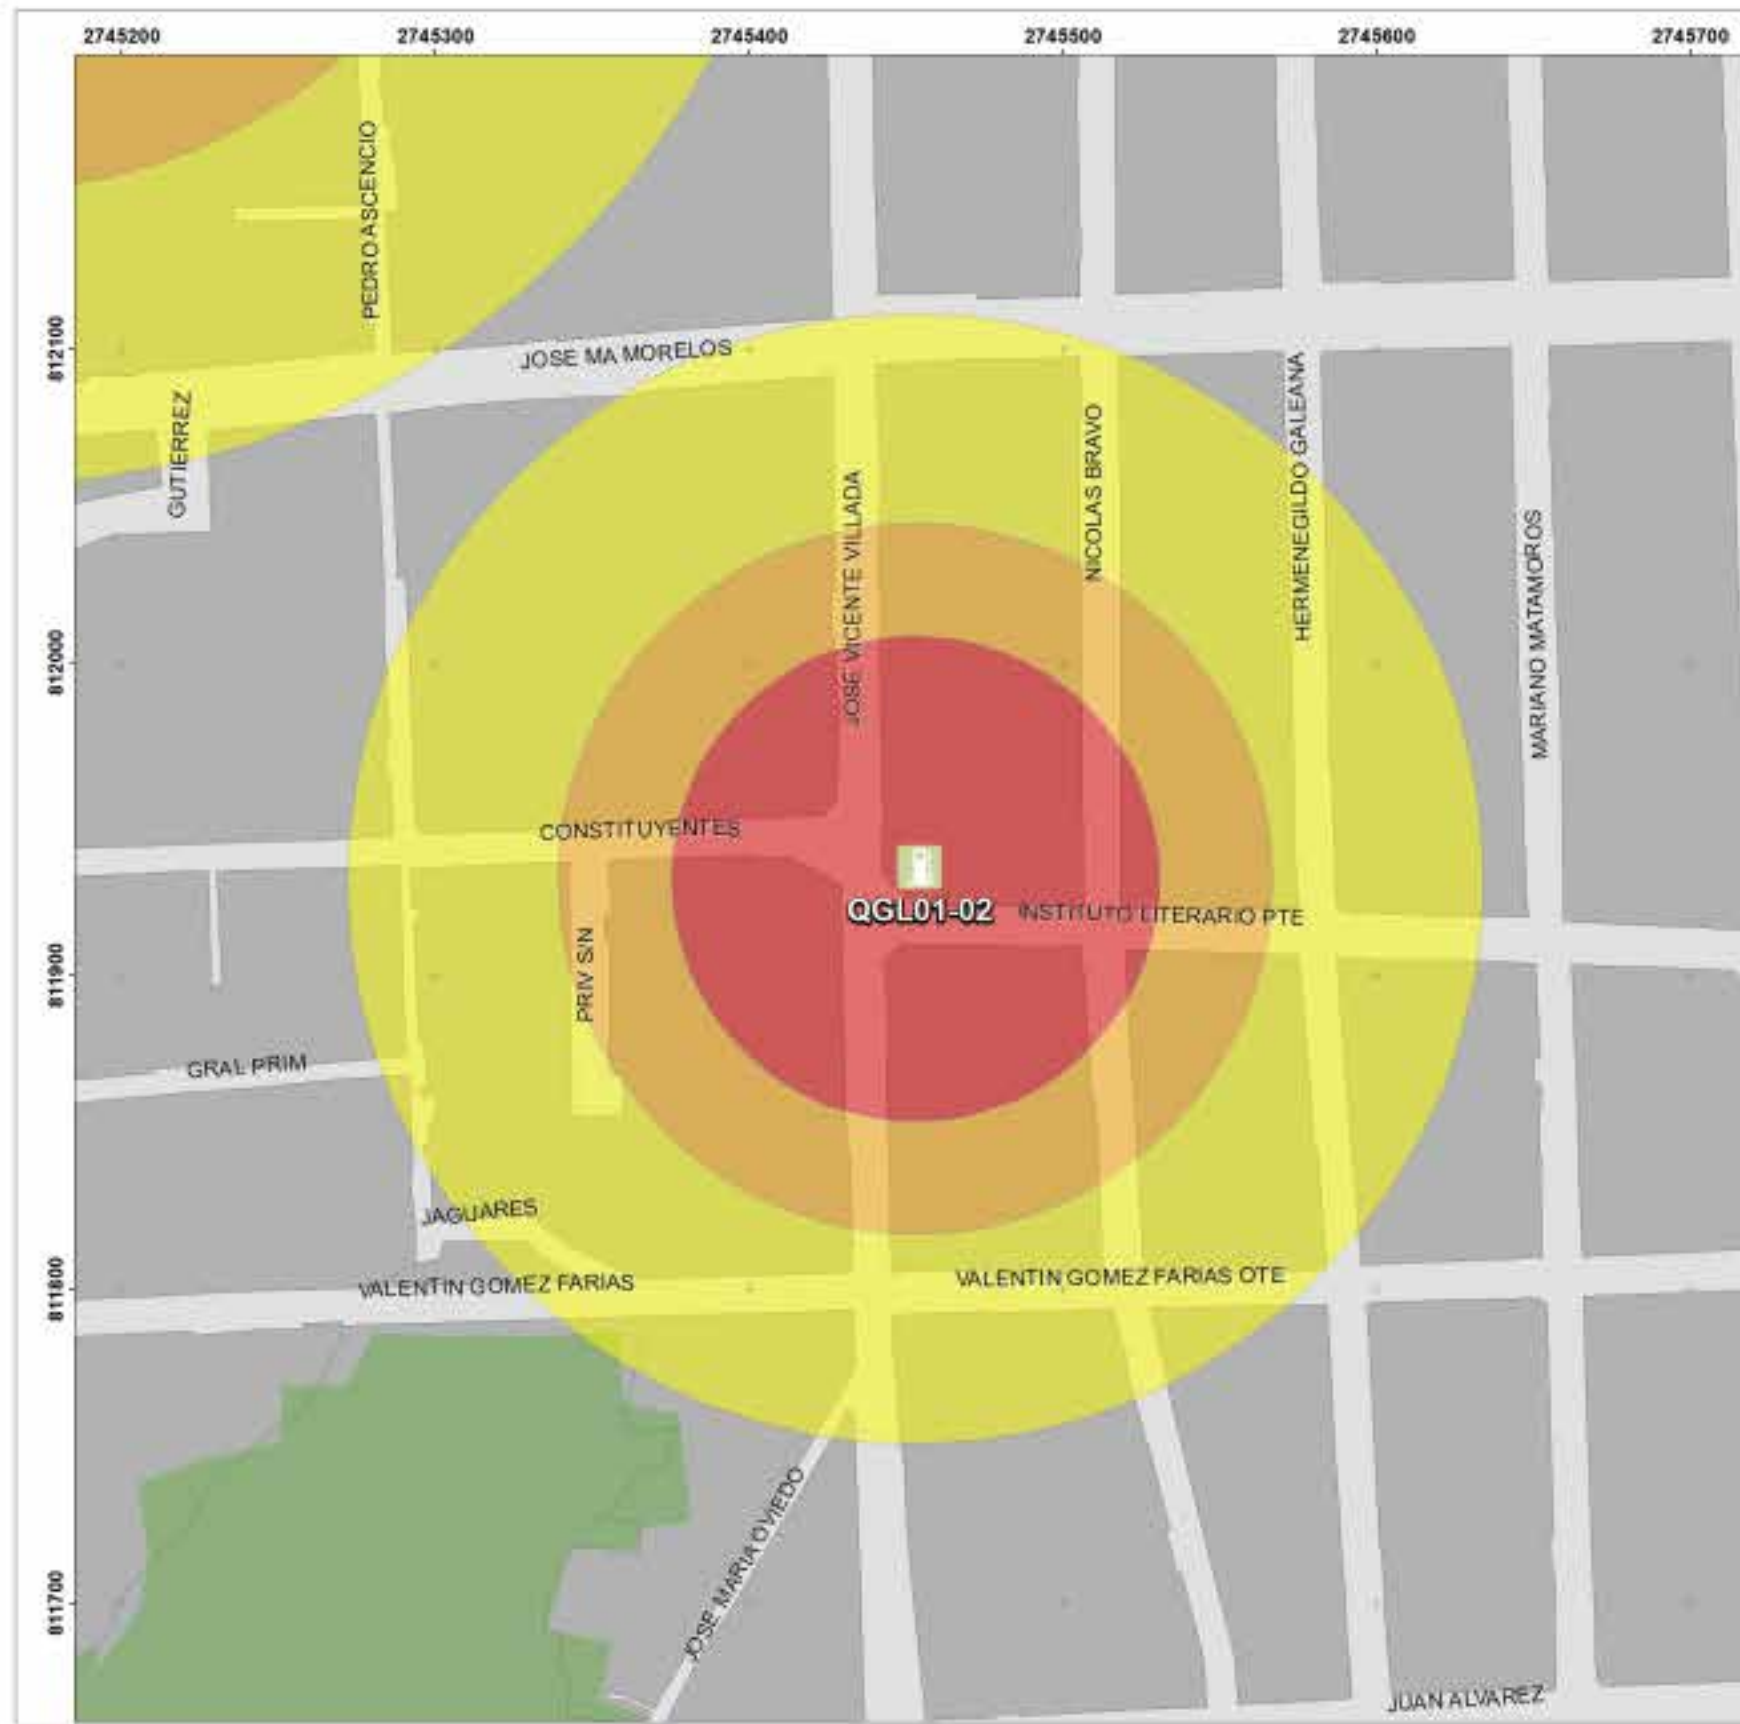 2745200 2745300 2745400 2745500 2745600 2745700
PEDRO ASCENCIO
812100
JOSE MA MORELOS
GUTIERREZ
HERMENEGILDO GALEANA
NICOLAS BRAVO
JOSE VICENTE VILLADA
MARIANO MATAMOROS
812000
CONSTITUYENTES
QGL01-02
INSTITUTO LITERARIO PTE
PRIV S/N
811900
GRAL PRIM
JAGUARES
VALENTIN GOMEZ FARIAS
VALENTIN GOMEZ FARIAS OTE
811800
JOSE MARIA OVIEDO
811700
JUAN ALVAREZ